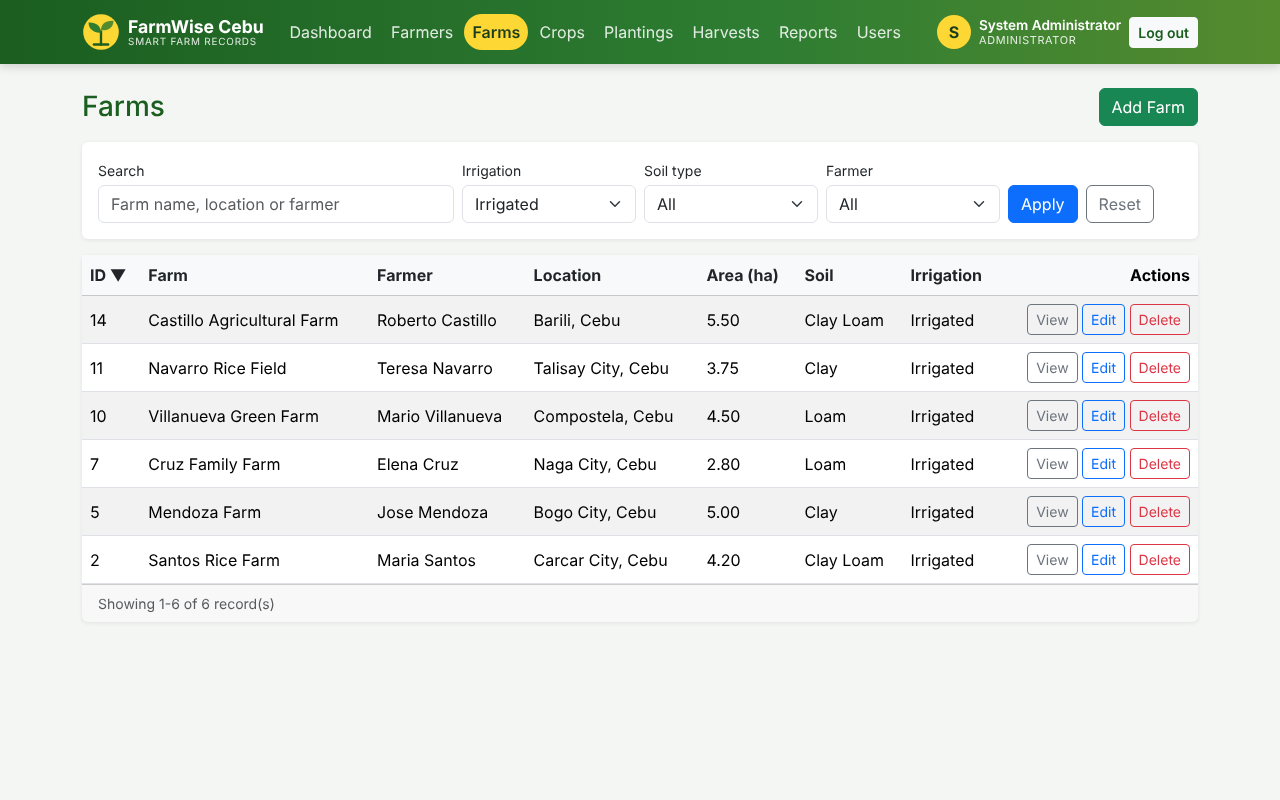 FarmWise Cebu
SMART FARM RECORDS
Dashboard Farmers Farms Crops Plantings Harvests Reports Users
S
System Administrator
ADMINISTRATOR
Log out
Farms
Add Farm
Search Irrigation Soil type Farmer
Farm name, location or farmer Irrigated All All Apply Reset
ID ▼ Farm Farmer Location Area (ha) Soil Irrigation Actions
14 Castillo Agricultural Farm Roberto Castillo Barili, Cebu 5.50 Clay Loam Irrigated View Edit Delete
11 Navarro Rice Field Teresa Navarro Talisay City, Cebu 3.75 Clay Irrigated View Edit Delete
10 Villanueva Green Farm Mario Villanueva Compostela, Cebu 4.50 Loam Irrigated View Edit Delete
7 Cruz Family Farm Elena Cruz Naga City, Cebu 2.80 Loam Irrigated View Edit Delete
5 Mendoza Farm Jose Mendoza Bogo City, Cebu 5.00 Clay Irrigated View Edit Delete
2 Santos Rice Farm Maria Santos Carcar City, Cebu 4.20 Clay Loam Irrigated View Edit Delete
Showing 1-6 of 6 record(s)